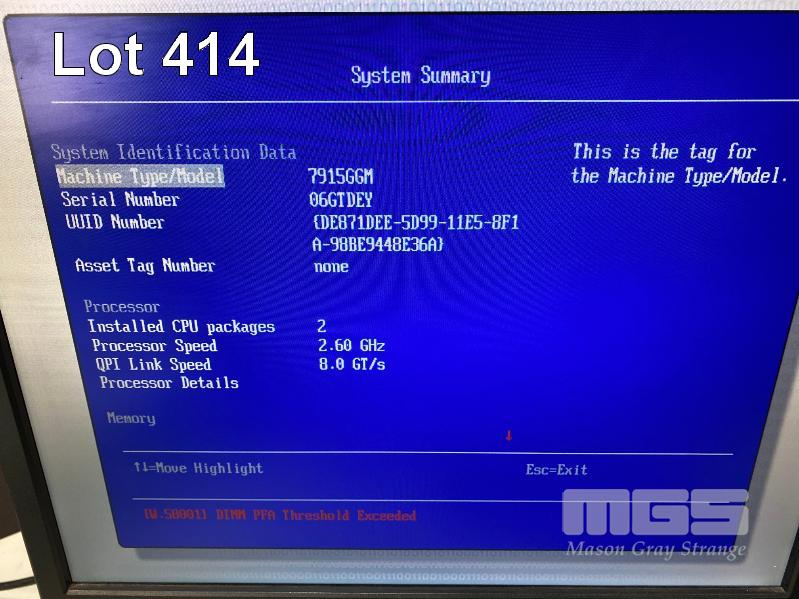 Lot 414
System Summary
System Identification Data
Machine Type/Model 7915GGM
Serial Number 06GTDEY
UUID Number {DE871DEE-5D99-11E5-8F1
A-98BE9448E36A}
Asset Tag Number none
This is the tag for
the Machine Type/Model.
Processor
Installed CPU packages 2
Processor Speed 2.60 GHz
QPI Link Speed 8.0 GT/s
Processor Details
Memory
↓
↑↓=Move Highlight Esc=Exit
[W.58001] DIMM PFA Threshold Exceeded
MGS
Mason Gray Strange